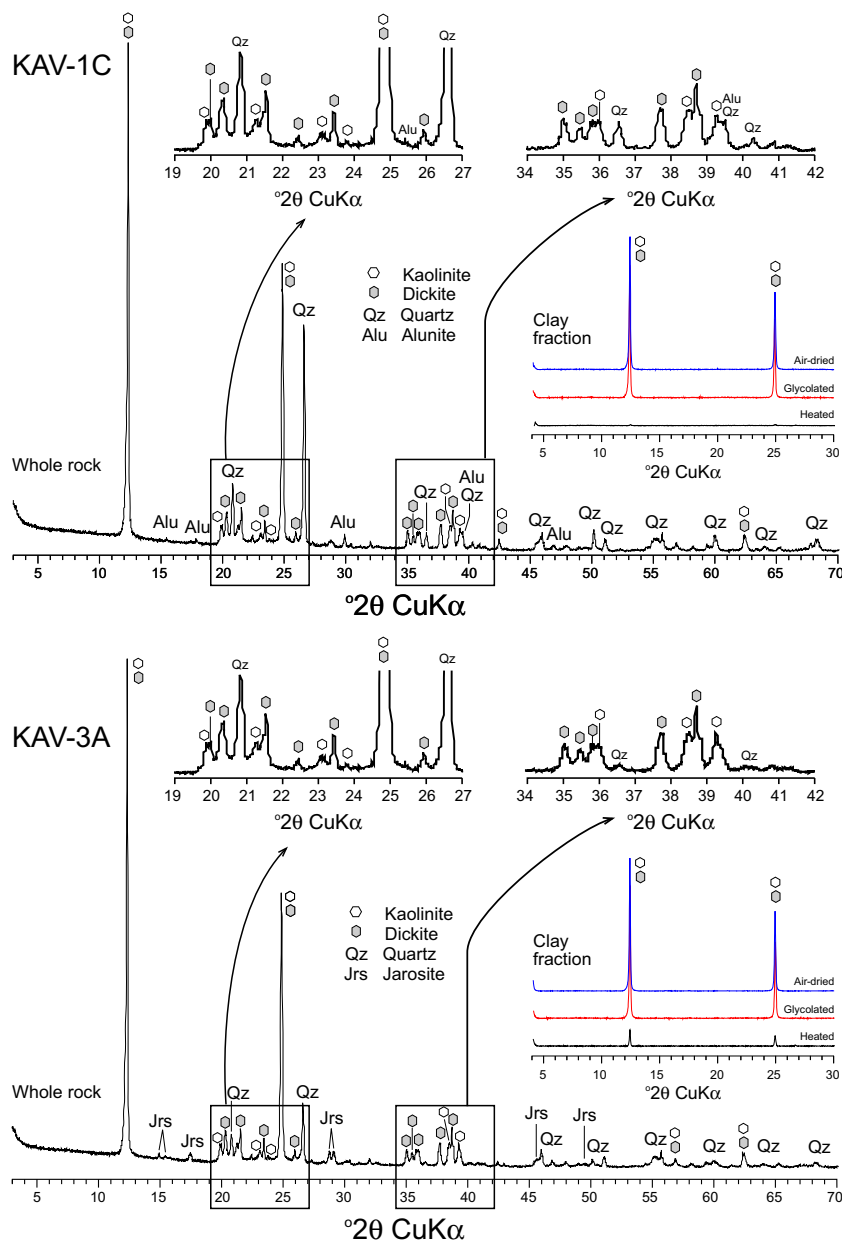 KAV-1C
Qz
Alu
19 20 21 22 23 24 25 26 27
°2θ CuKα
Alu
Qz
Qz
Qz
34 35 36 37 38 39 40 41 42
°2θ CuKα
Kaolinite
Dickite
Qz Quartz
Alu Alunite
Clay
fraction
Air-dried
Glycolated
Heated
5 10 15 20 25 30
°2θ CuKα
Whole rock
Alu Alu Qz Qz Alu Qz Alu Qz Qz Alu Qz Qz Qz Qz Qz Qz
5 10 15 20 25 30 35 40 45 50 55 60 65 70
°2θ CuKα
KAV-3A
Qz Qz
19 20 21 22 23 24 25 26 27
°2θ CuKα
Qz Qz
34 35 36 37 38 39 40 41 42
°2θ CuKα
Kaolinite
Dickite
Qz Quartz
Jrs Jarosite
Clay
fraction
Air-dried
Glycolated
Heated
5 10 15 20 25 30
°2θ CuKα
Whole rock
Jrs Jrs Qz Qz Jrs Jrs Qz Jrs Qz Qz Qz Qz Qz
5 10 15 20 25 30 35 40 45 50 55 60 65 70
°2θ CuKα